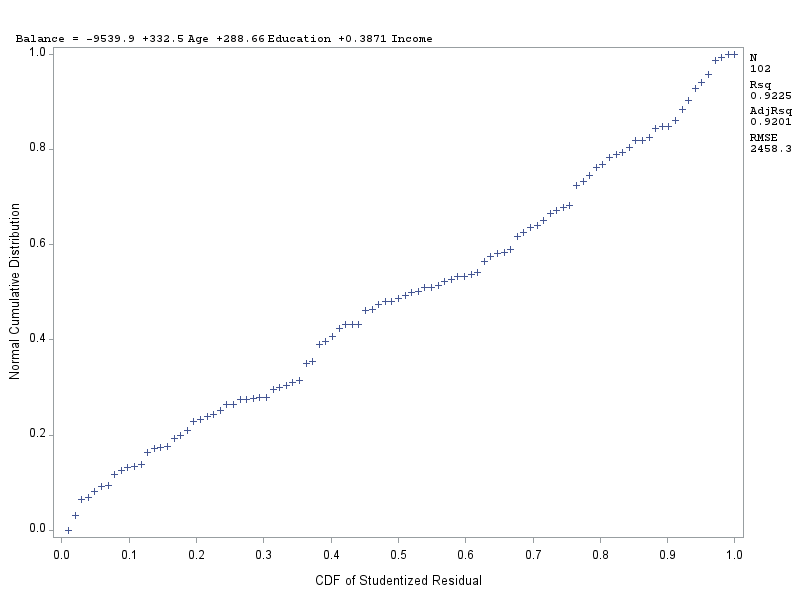 Balance = -9539.9 +332.5 Age +288.66 Education +0.3871 Income
N
102
Rsq
0.9225
AdjRsq
0.9201
RMSE
2458.3
1.0
0.8
0.6
0.4
0.2
0.0
Normal Cumulative Distribution
0.0 0.1 0.2 0.3 0.4 0.5 0.6 0.7 0.8 0.9 1.0
CDF of Studentized Residual